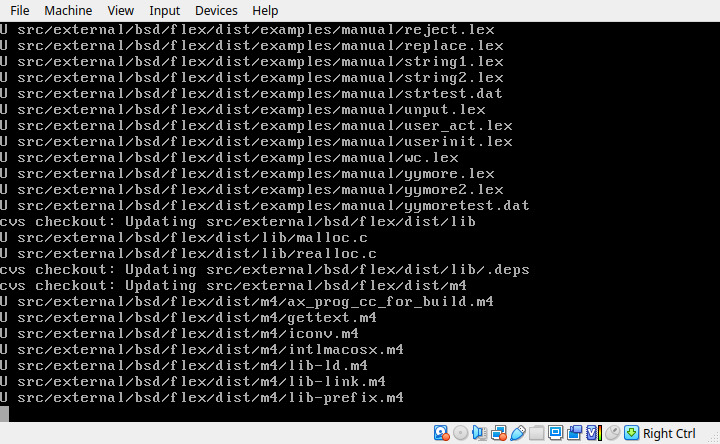 File Machine View Input Devices Help
U src/external/bsd/flex/dist/examples/manual/reject.lex
U src/external/bsd/flex/dist/examples/manual/replace.lex
U src/external/bsd/flex/dist/examples/manual/string1.lex
U src/external/bsd/flex/dist/examples/manual/string2.lex
U src/external/bsd/flex/dist/examples/manual/strtest.dat
U src/external/bsd/flex/dist/examples/manual/unput.lex
U src/external/bsd/flex/dist/examples/manual/user_act.lex
U src/external/bsd/flex/dist/examples/manual/userinit.lex
U src/external/bsd/flex/dist/examples/manual/wc.lex
U src/external/bsd/flex/dist/examples/manual/yymore.lex
U src/external/bsd/flex/dist/examples/manual/yymore2.lex
U src/external/bsd/flex/dist/examples/manual/yymoretest.dat
cvs checkout: Updating src/external/bsd/flex/dist/lib
U src/external/bsd/flex/dist/lib/malloc.c
U src/external/bsd/flex/dist/lib/realloc.c
cvs checkout: Updating src/external/bsd/flex/dist/lib/.deps
cvs checkout: Updating src/external/bsd/flex/dist/m4
U src/external/bsd/flex/dist/m4/ax_prog_cc_for_build.m4
U src/external/bsd/flex/dist/m4/gettext.m4
U src/external/bsd/flex/dist/m4/iconv.m4
U src/external/bsd/flex/dist/m4/intlmacosx.m4
U src/external/bsd/flex/dist/m4/lib-ld.m4
U src/external/bsd/flex/dist/m4/lib-link.m4
U src/external/bsd/flex/dist/m4/lib-prefix.m4
Right Ctrl